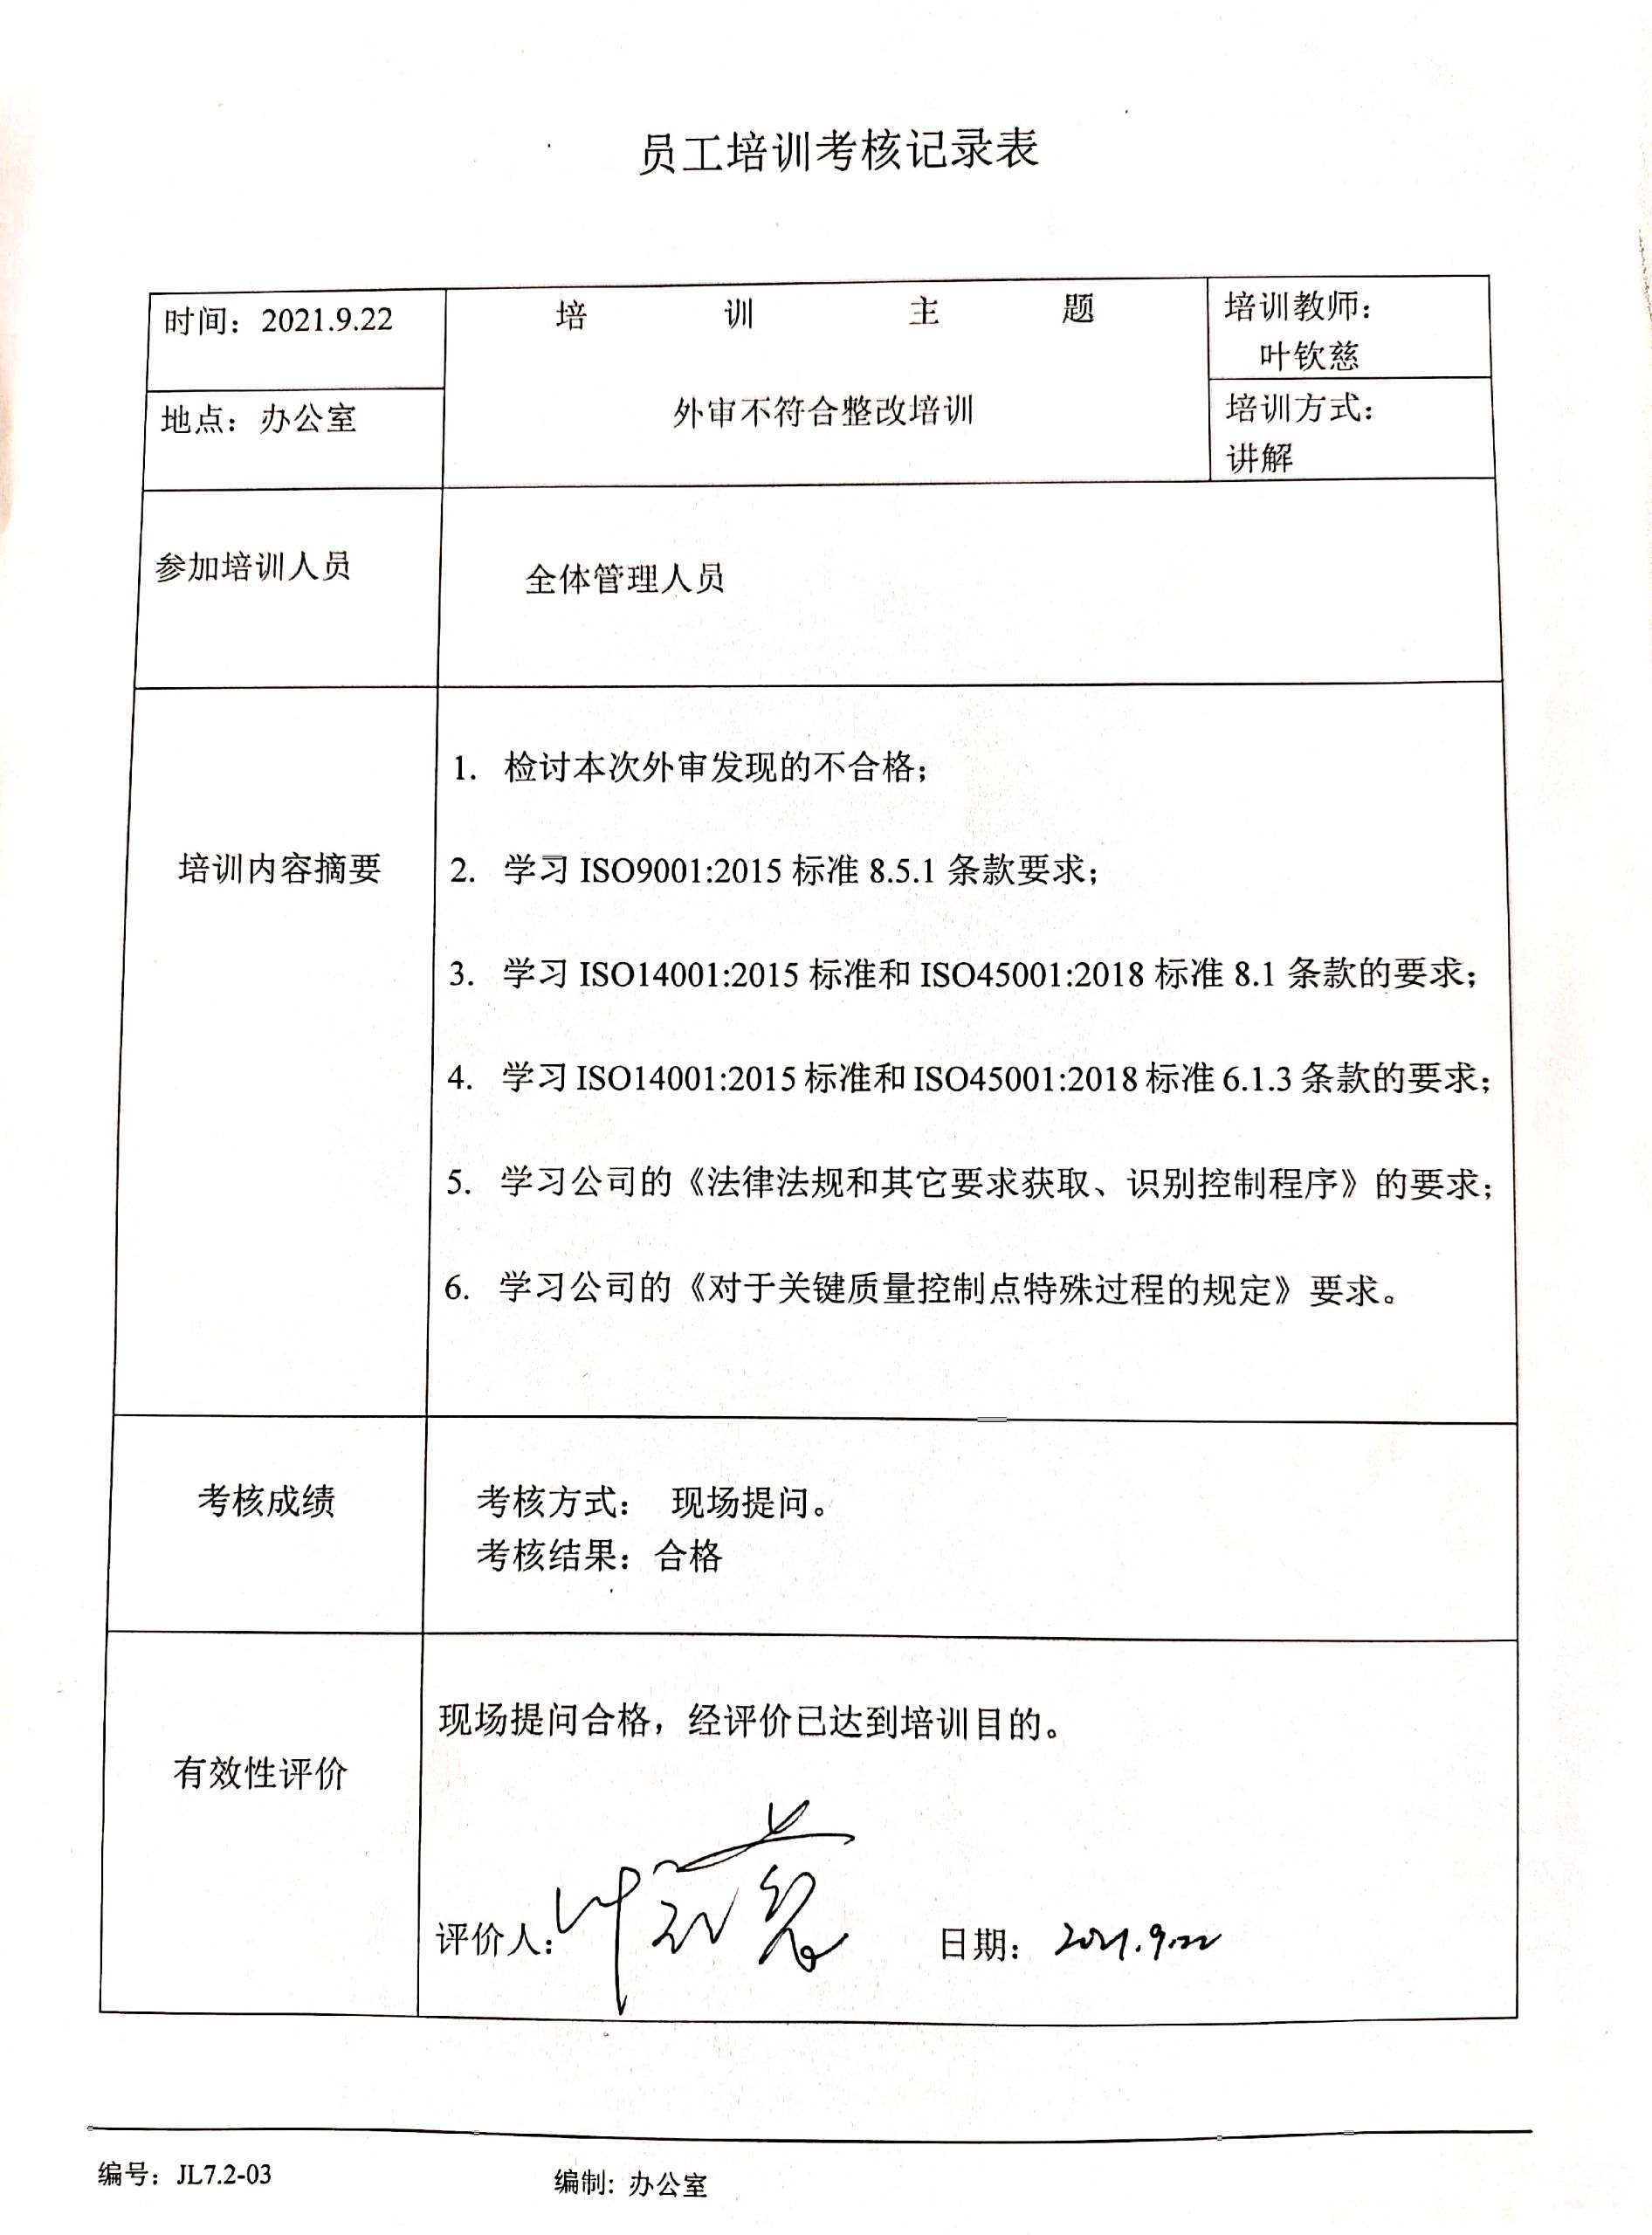 员工培训考核记录表
时间：2021.9.22
培 训 主 题
培训教师：
叶钦慈
地点：办公室
外审不符合整改培训
培训方式：
讲解
参加培训人员
全体管理人员
培训内容摘要
1. 检讨本次外审发现的不合格；
2. 学习 ISO9001:2015 标准 8.5.1 条款要求；
3. 学习 ISO14001:2015 标准和 ISO45001:2018 标准 8.1 条款的要求；
4. 学习 ISO14001:2015 标准和 ISO45001:2018 标准 6.1.3 条款的要求；
5. 学习公司的《法律法规和其它要求获取、识别控制程序》的要求；
6. 学习公司的《对于关键质量控制点特殊过程的规定》要求。
考核成绩
考核方式： 现场提问。
考核结果：合格
有效性评价
现场提问合格，经评价已达到培训目的。
评价人： 日期：2021.9.22
编号：JL7.2-03 编制：办公室